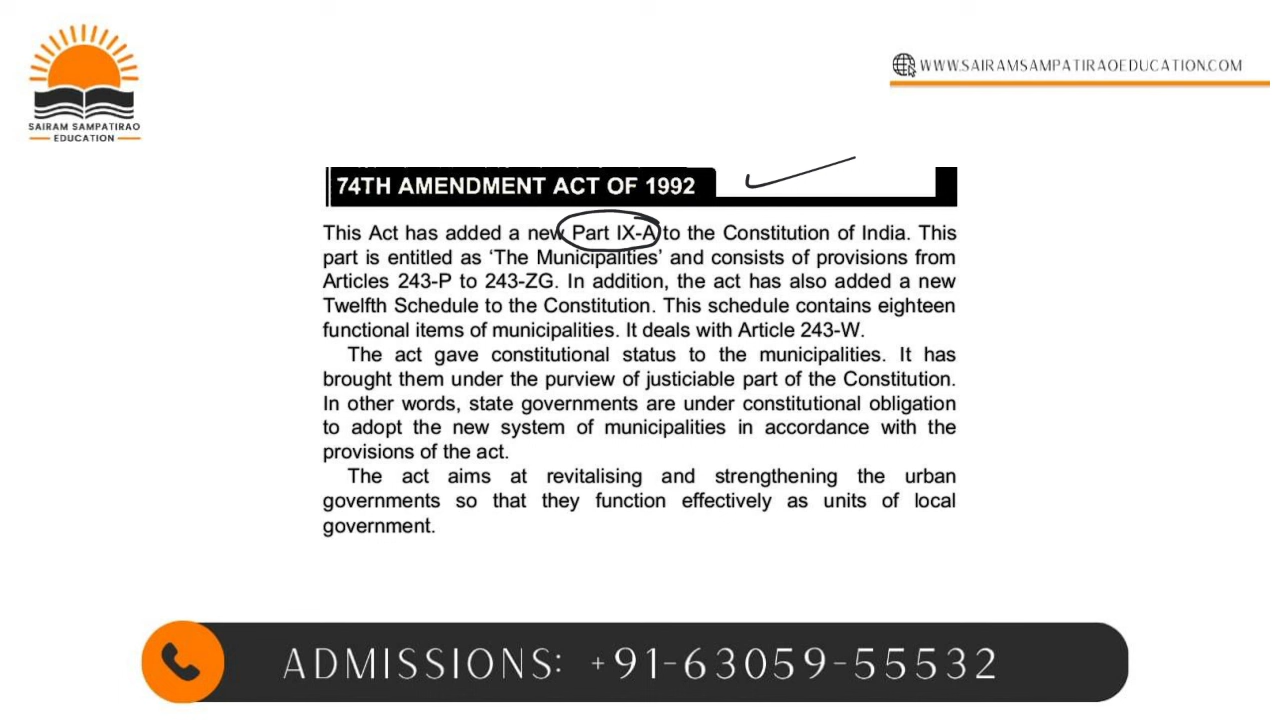 SAIRAM SAMPATIRAO
EDUCATION
WWW.SAIRAMSAMPATIRAOEDUCATION.COM
74TH AMENDMENT ACT OF 1992
This Act has added a new Part IX-A to the Constitution of India. This
part is entitled as ‘The Municipalities’ and consists of provisions from
Articles 243-P to 243-ZG. In addition, the act has also added a new
Twelfth Schedule to the Constitution. This schedule contains eighteen
functional items of municipalities. It deals with Article 243-W.
The act gave constitutional status to the municipalities. It has
brought them under the purview of justiciable part of the Constitution.
In other words, state governments are under constitutional obligation
to adopt the new system of municipalities in accordance with the
provisions of the act.
The act aims at revitalising and strengthening the urban
governments so that they function effectively as units of local
government.
ADMISSIONS: +91-63059-55532